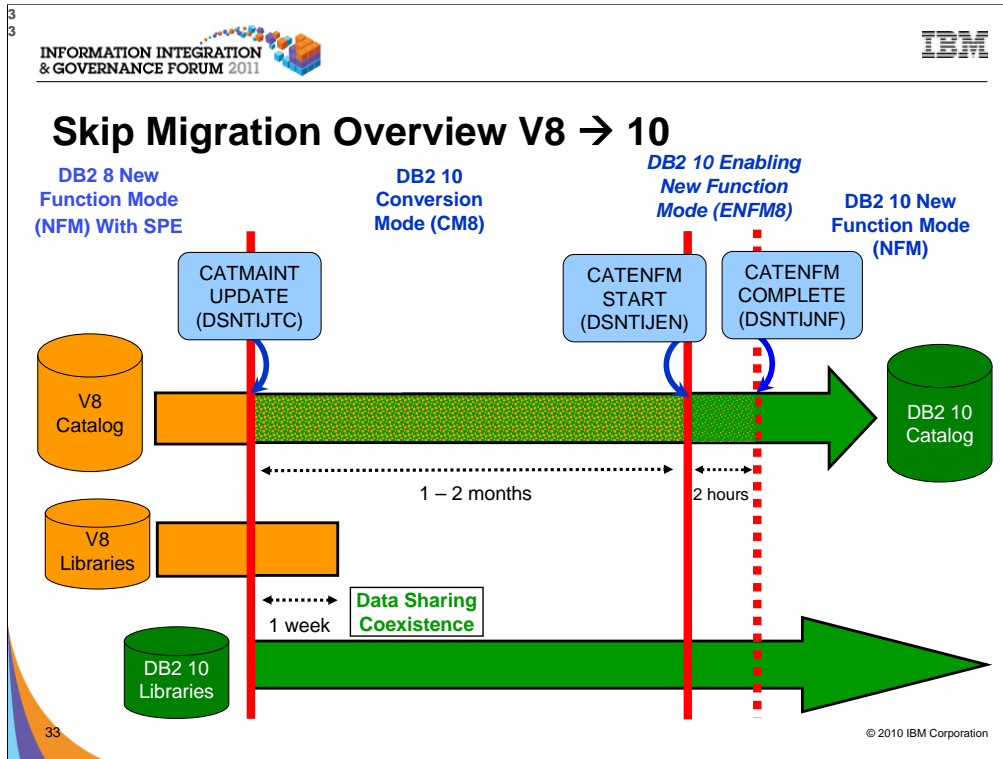 3
3
INFORMATION INTEGRATION
& GOVERNANCE FORUM 2011
IBM
Skip Migration Overview V8 → 10
DB2 8 New
Function Mode
(NFM) With SPE
DB2 10
Conversion
Mode (CM8)
DB2 10 Enabling
New Function
Mode (ENFM8)
DB2 10 New
Function Mode
(NFM)
CATMAINT
UPDATE
(DSNTIJTC)
CATENFM
START
(DSNTIJEN)
CATENFM
COMPLETE
(DSNTIJNF)
V8
Catalog
DB2 10
Catalog
1 – 2 months
2 hours
V8
Libraries
1 week
Data Sharing
Coexistence
DB2 10
Libraries
33
© 2010 IBM Corporation